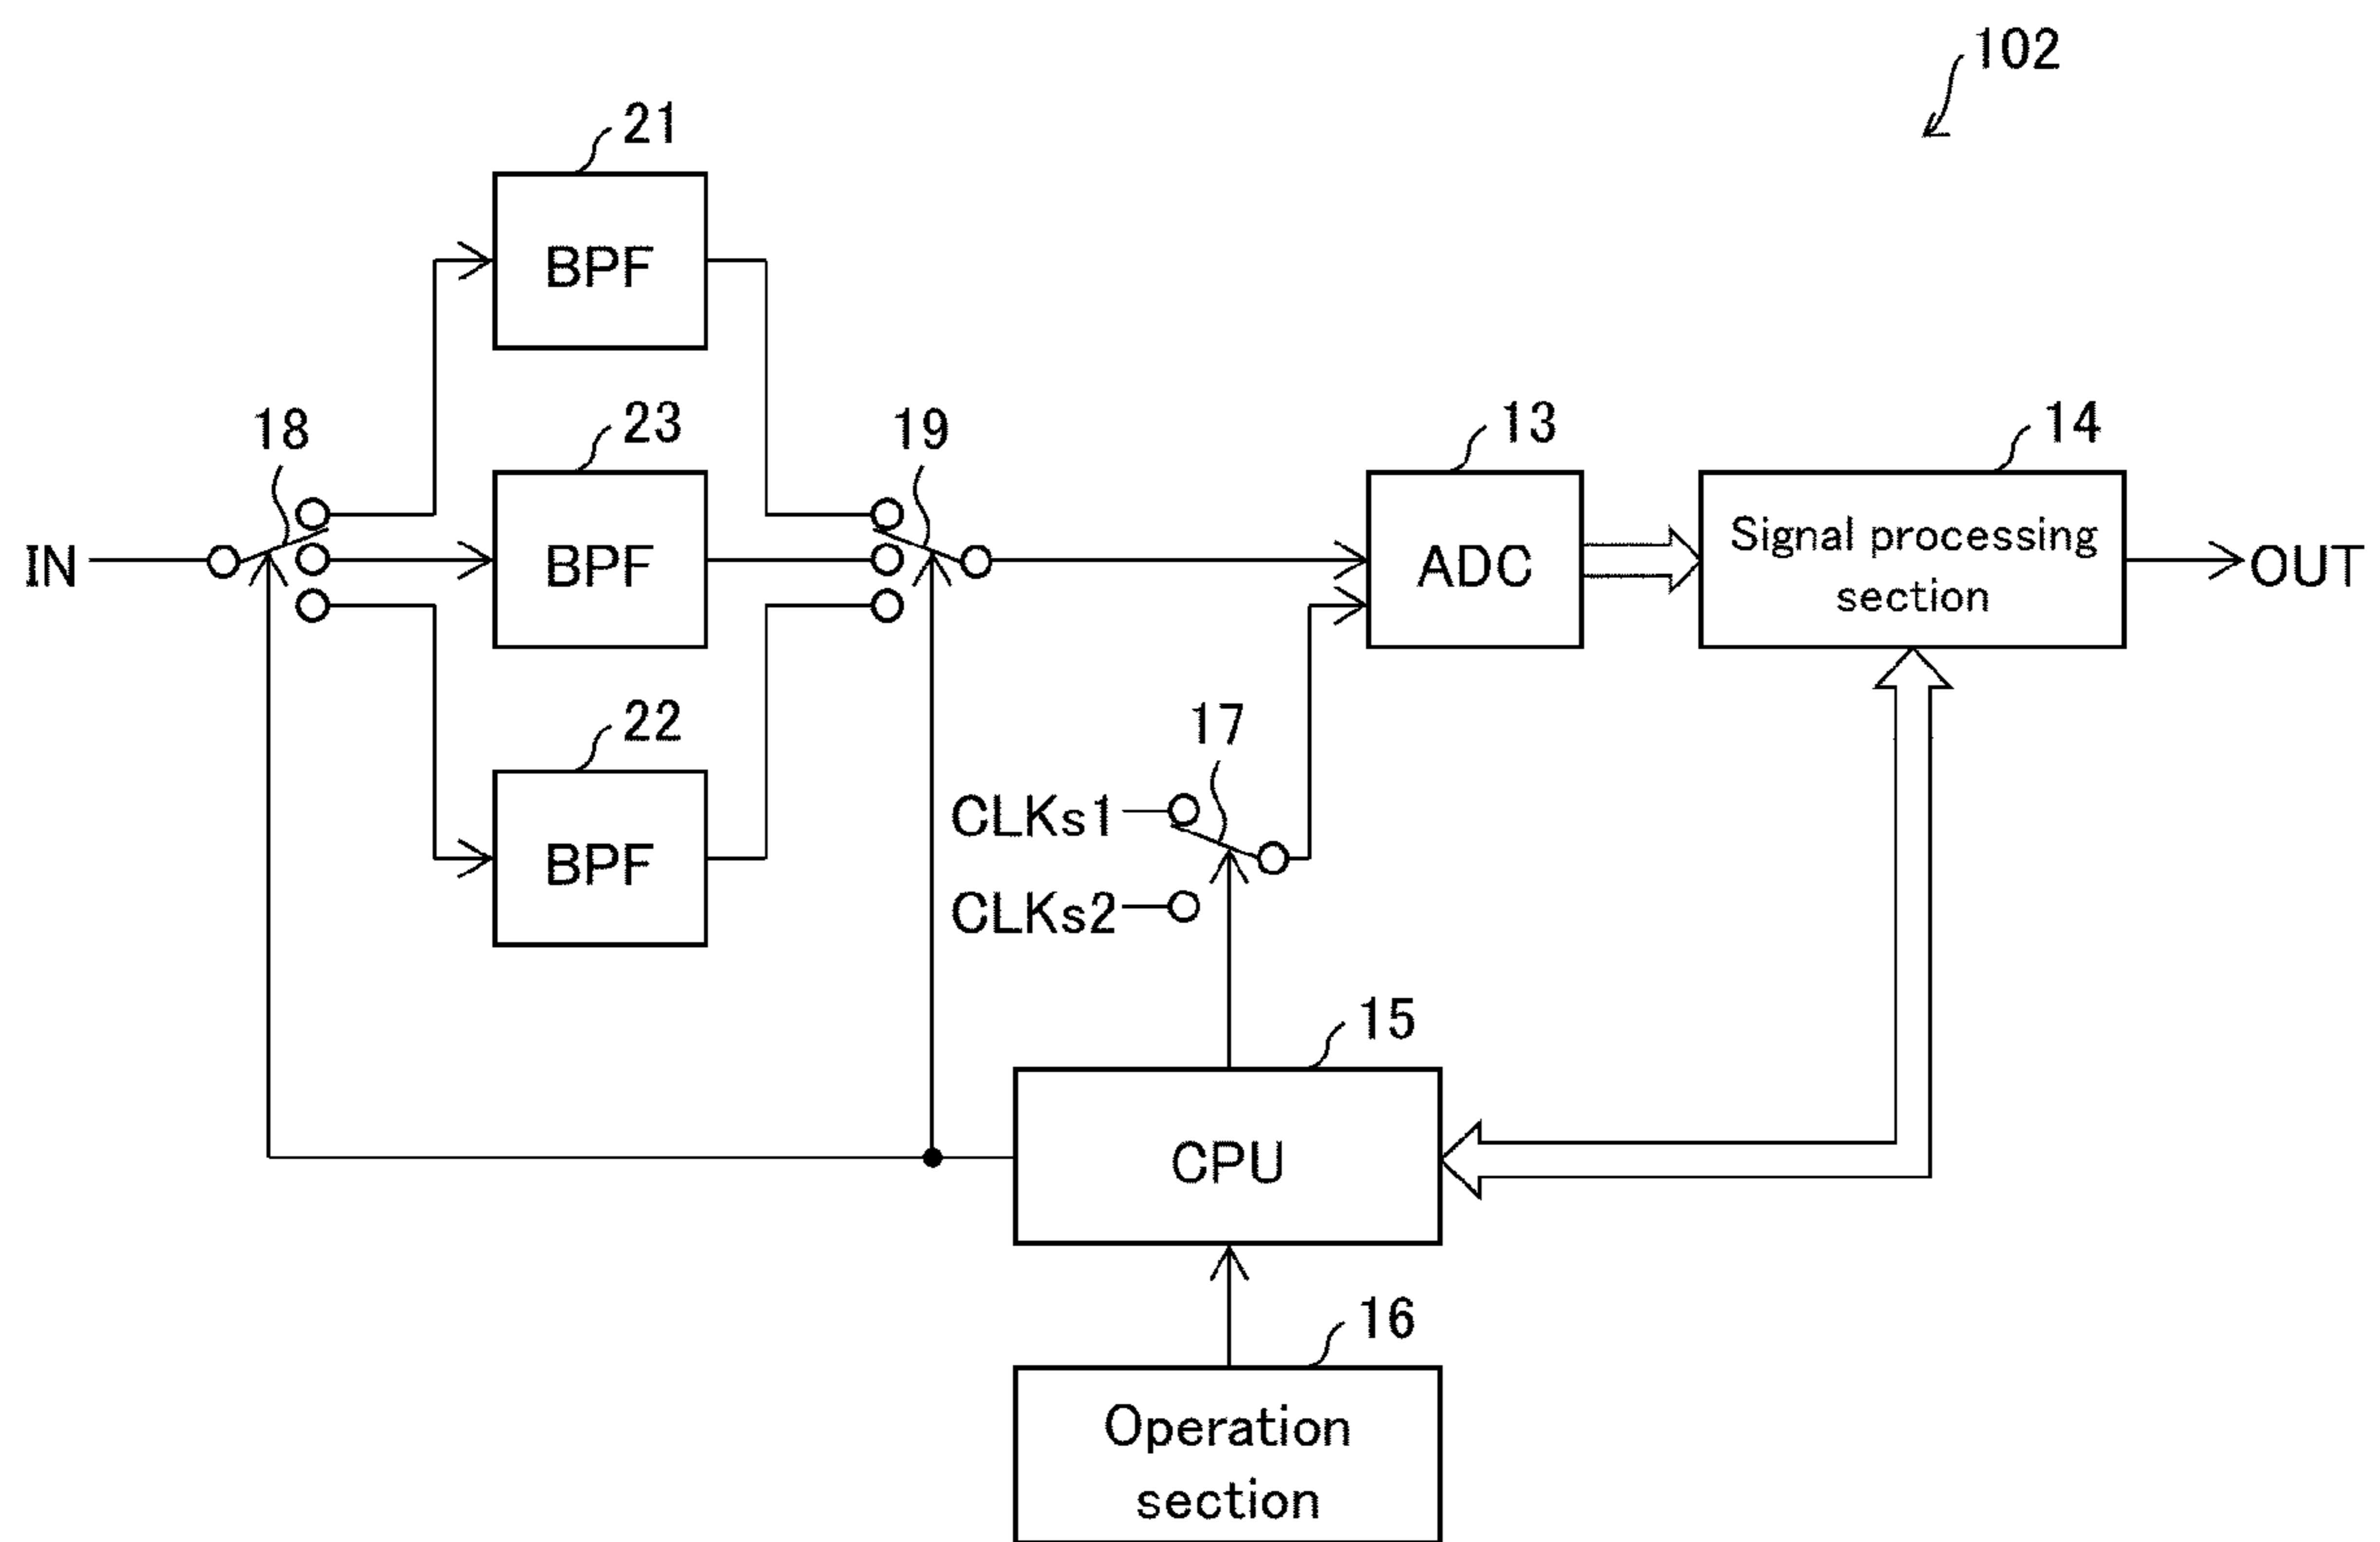 102
21
BPF
18
23
19
13
14
IN
BPF
ADC
Signal processing
section
OUT
22
17
BPF
CLKs1
CLKs2
15
CPU
16
Operation
section